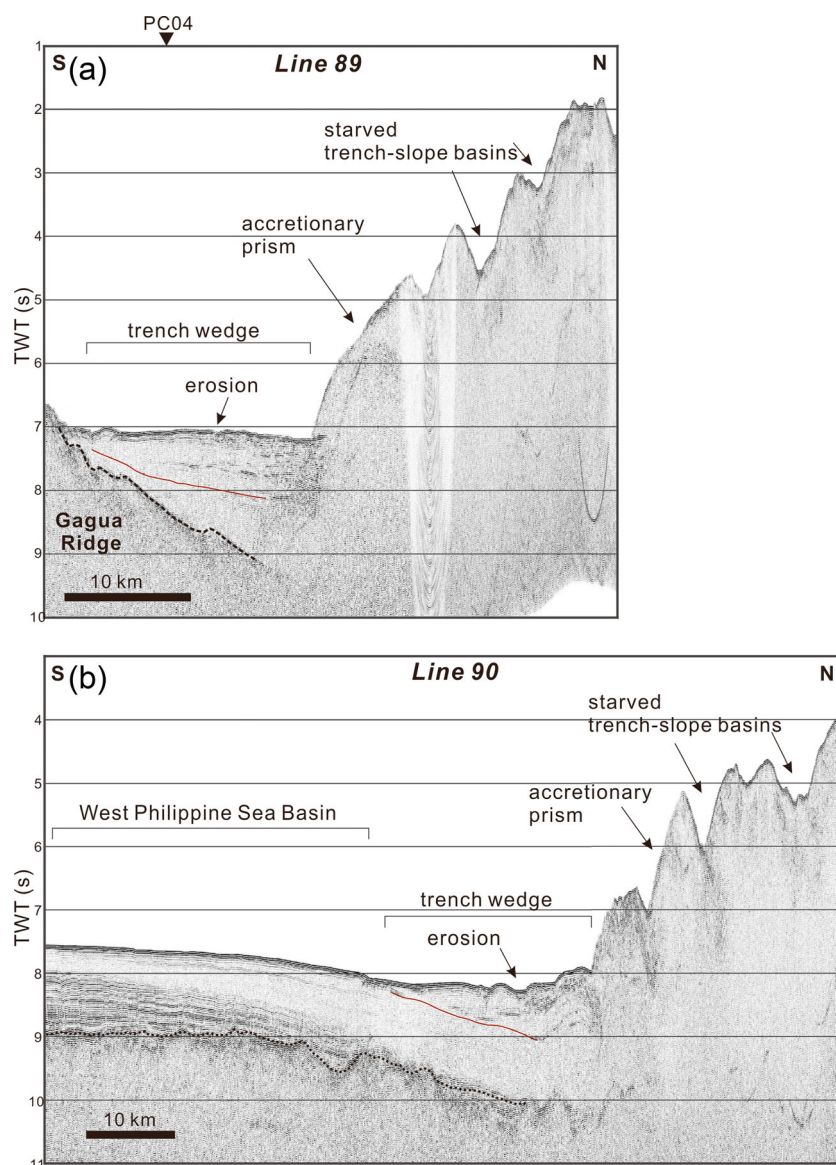 PC04
S (a) Line 89 N
1
2
3
4
5
6
7
8
9
10
TWT (s)
starved
trench-slope basins
accretionary
prism
trench wedge
erosion
Gagua
Ridge
10 km
S (b) Line 90 N
4
5
6
7
8
9
10
11
TWT (s)
starved
trench-slope basins
accretionary
prism
West Philippine Sea Basin
trench wedge
erosion
10 km